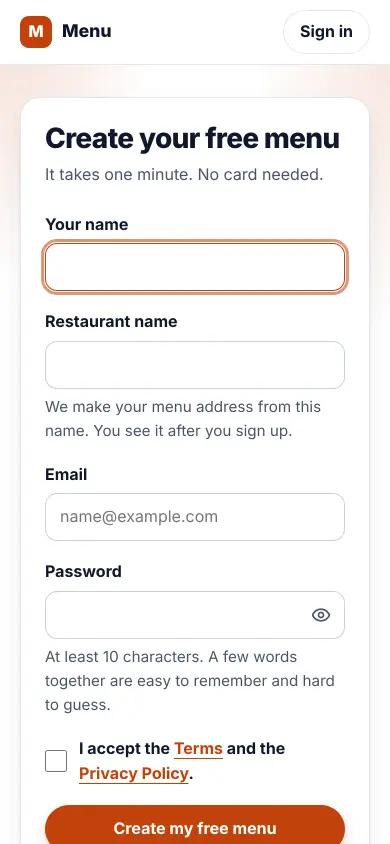 M Menu Sign in
Create your free menu
It takes one minute. No card needed.
Your name
Restaurant name
We make your menu address from this
name. You see it after you sign up.
Email
name@example.com
Password
At least 10 characters. A few words
together are easy to remember and hard
to guess.
I accept the Terms and the
Privacy Policy.
Create my free menu